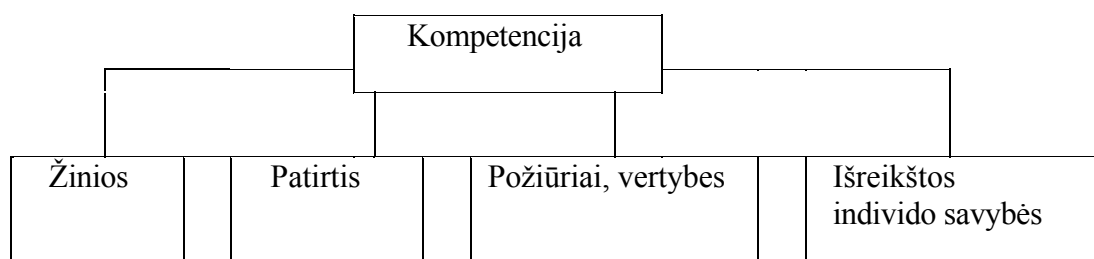 Kompetencija
Žinios
Patirtis
Požiūriai, vertybes
Išreikštos
individo savybės